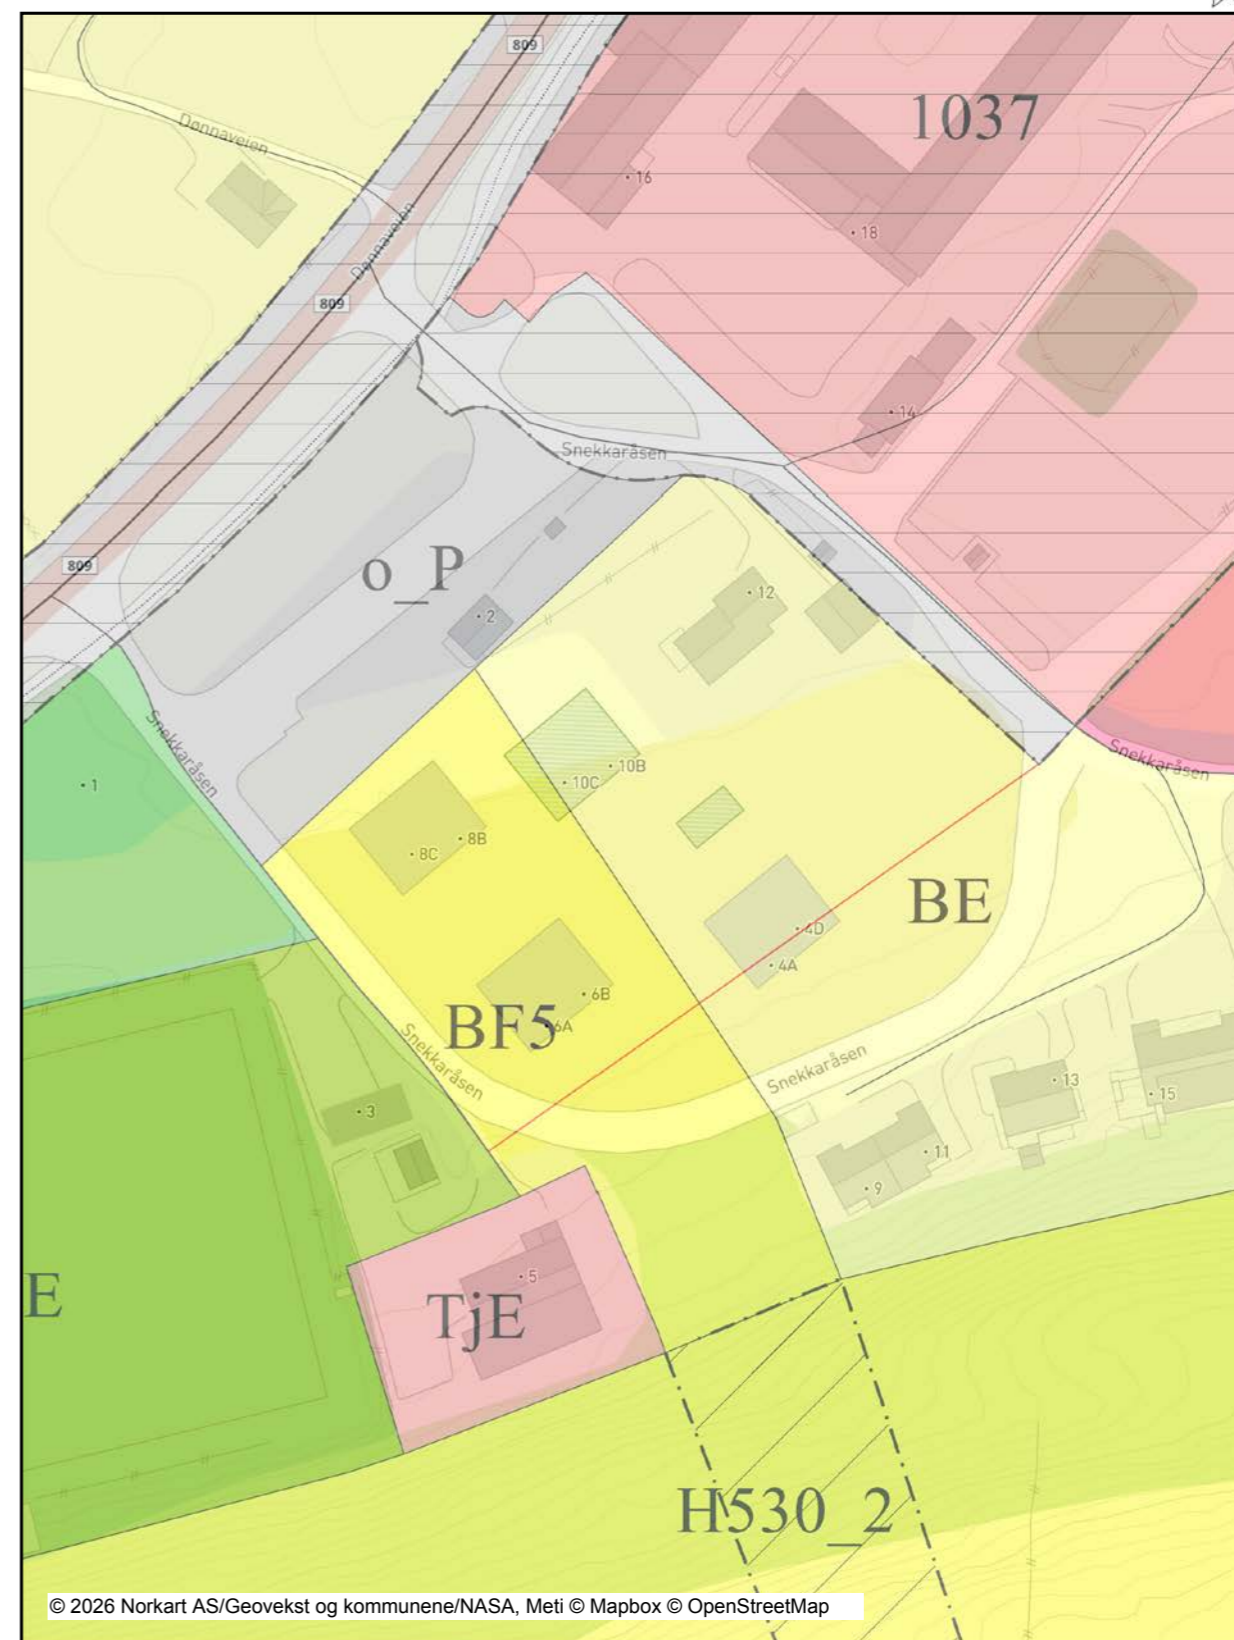 809
1037
Dønnaveien
16
18
Dønnaveien
809
14
Snekkaråsen
809
o_P
12
2
Snekkaråsen
Snekkaråsen
1
10B
10C
8B
8C
BE
4D
4A
6B
BF5
6A
Snekkaråsen
Snekkaråsen
13
15
3
11
9
E
5
TjE
H530_2
© 2026 Norkart AS/Geovekst og kommunene/NASA, Meti © Mapbox © OpenStreetMap